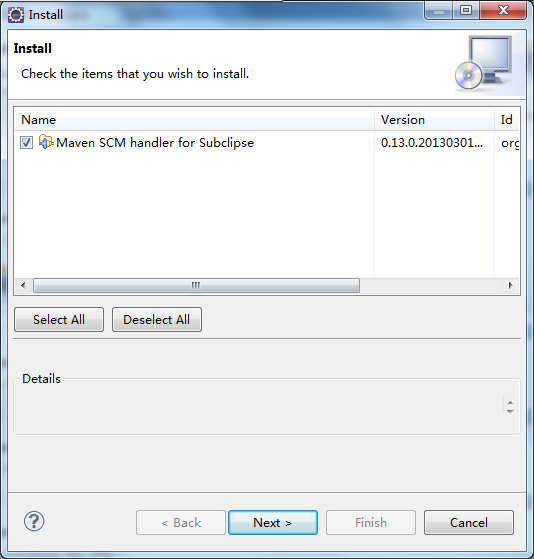 Install
Install
Check the items that you wish to install.
Name Version Id
Maven SCM handler for Subclipse 0.13.0.20130301... org
Select All Deselect All
Details
< Back Next > Finish Cancel